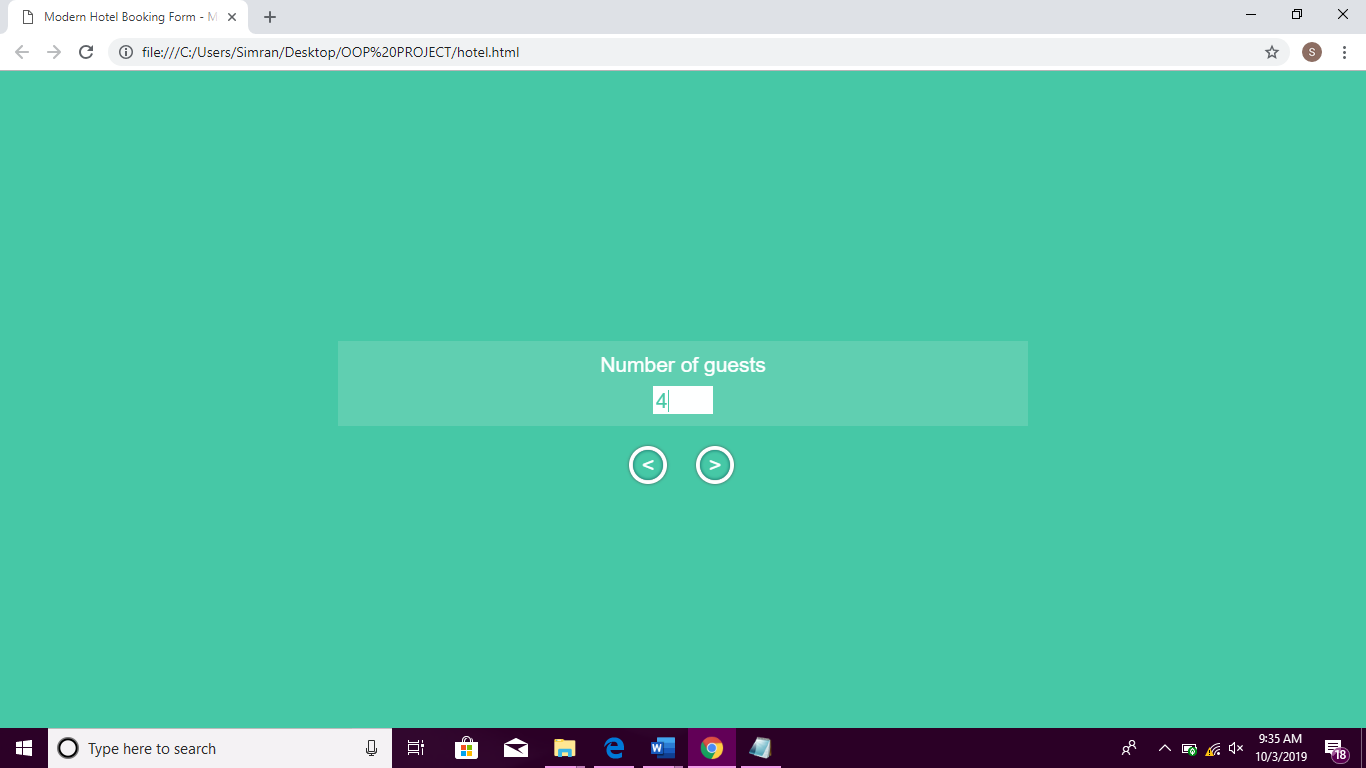 Modern Hotel Booking Form - M
file:///C:/Users/Simran/Desktop/OOP%20PROJECT/hotel.html
S
Number of guests
4
< >
Type here to search
9:35 AM
10/3/2019
18